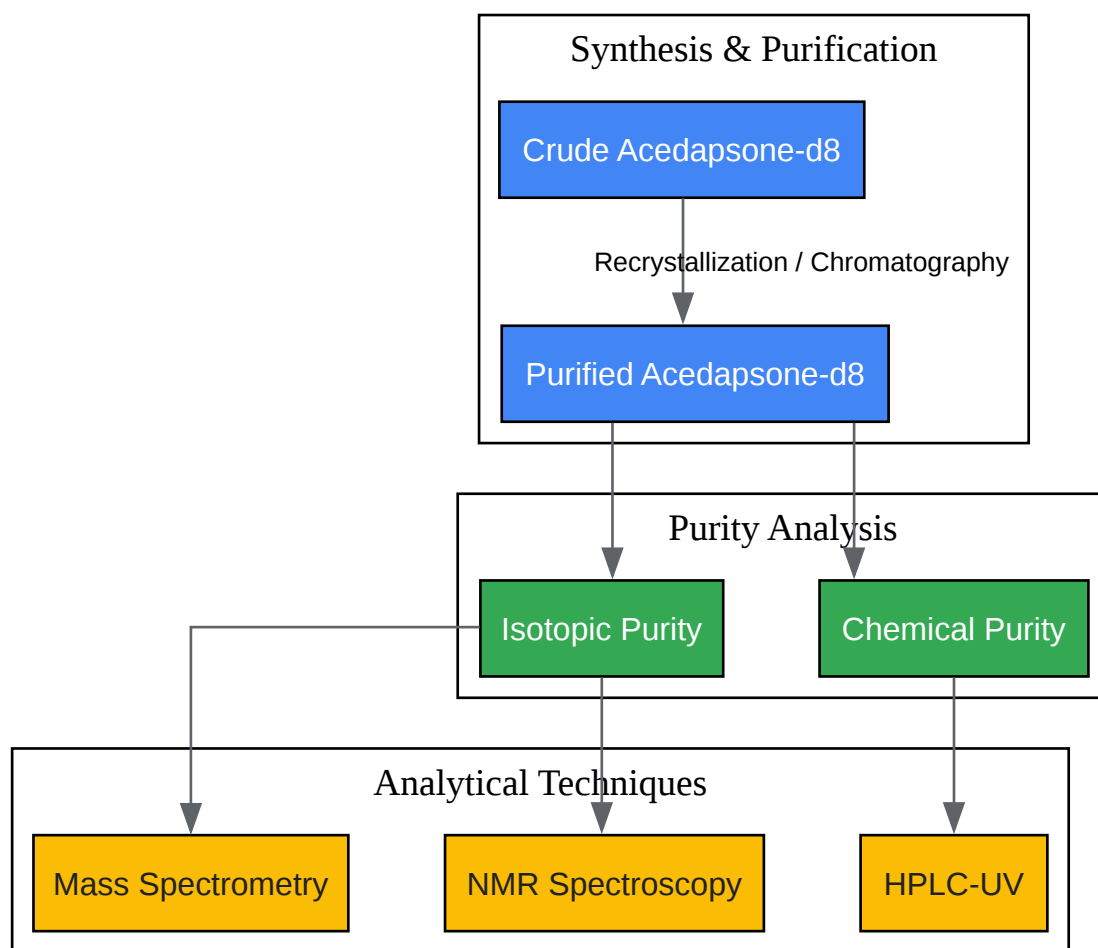 Synthesis & Purification
Crude Acedapsone-d8
Recrystallization / Chromatography
Purified Acedapsone-d8
Purity Analysis
Isotopic Purity
Chemical Purity
Analytical Techniques
Mass Spectrometry
NMR Spectroscopy
HPLC-UV